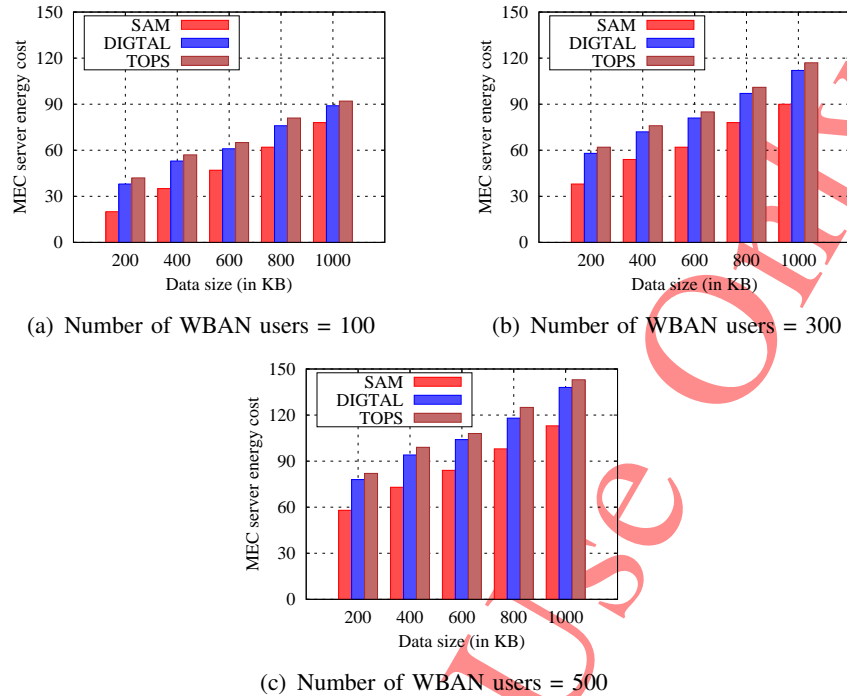 150
120
90
60
30
0
MEC server energy cost
SAM
DIGTAL
TOPS
200 400 600 800 1000
Data size (in KB)
(a) Number of WBAN users = 100
150
120
90
60
30
0
MEC server energy cost
SAM
DIGTAL
TOPS
200 400 600 800 1000
Data size (in KB)
(b) Number of WBAN users = 300
150
120
90
60
30
0
MEC server energy cost
SAM
DIGTAL
TOPS
200 400 600 800 1000
Data size (in KB)
(c) Number of WBAN users = 500
Use